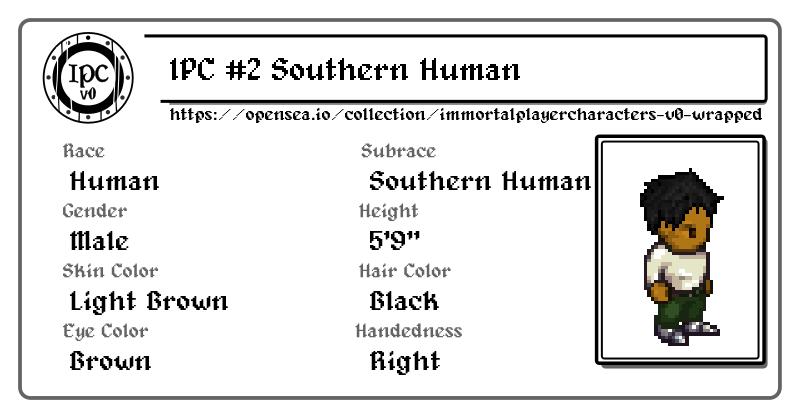 IPC
v0
IPC #2 Southern Human
https://opensea.io/collection/immortalplayercharacters-v0-wrapped
Race Subrace
Human Southern Human
Gender Height
Male 5'9"
Skin Color Hair Color
Light Brown Black
Eye Color Handedness
Brown Right